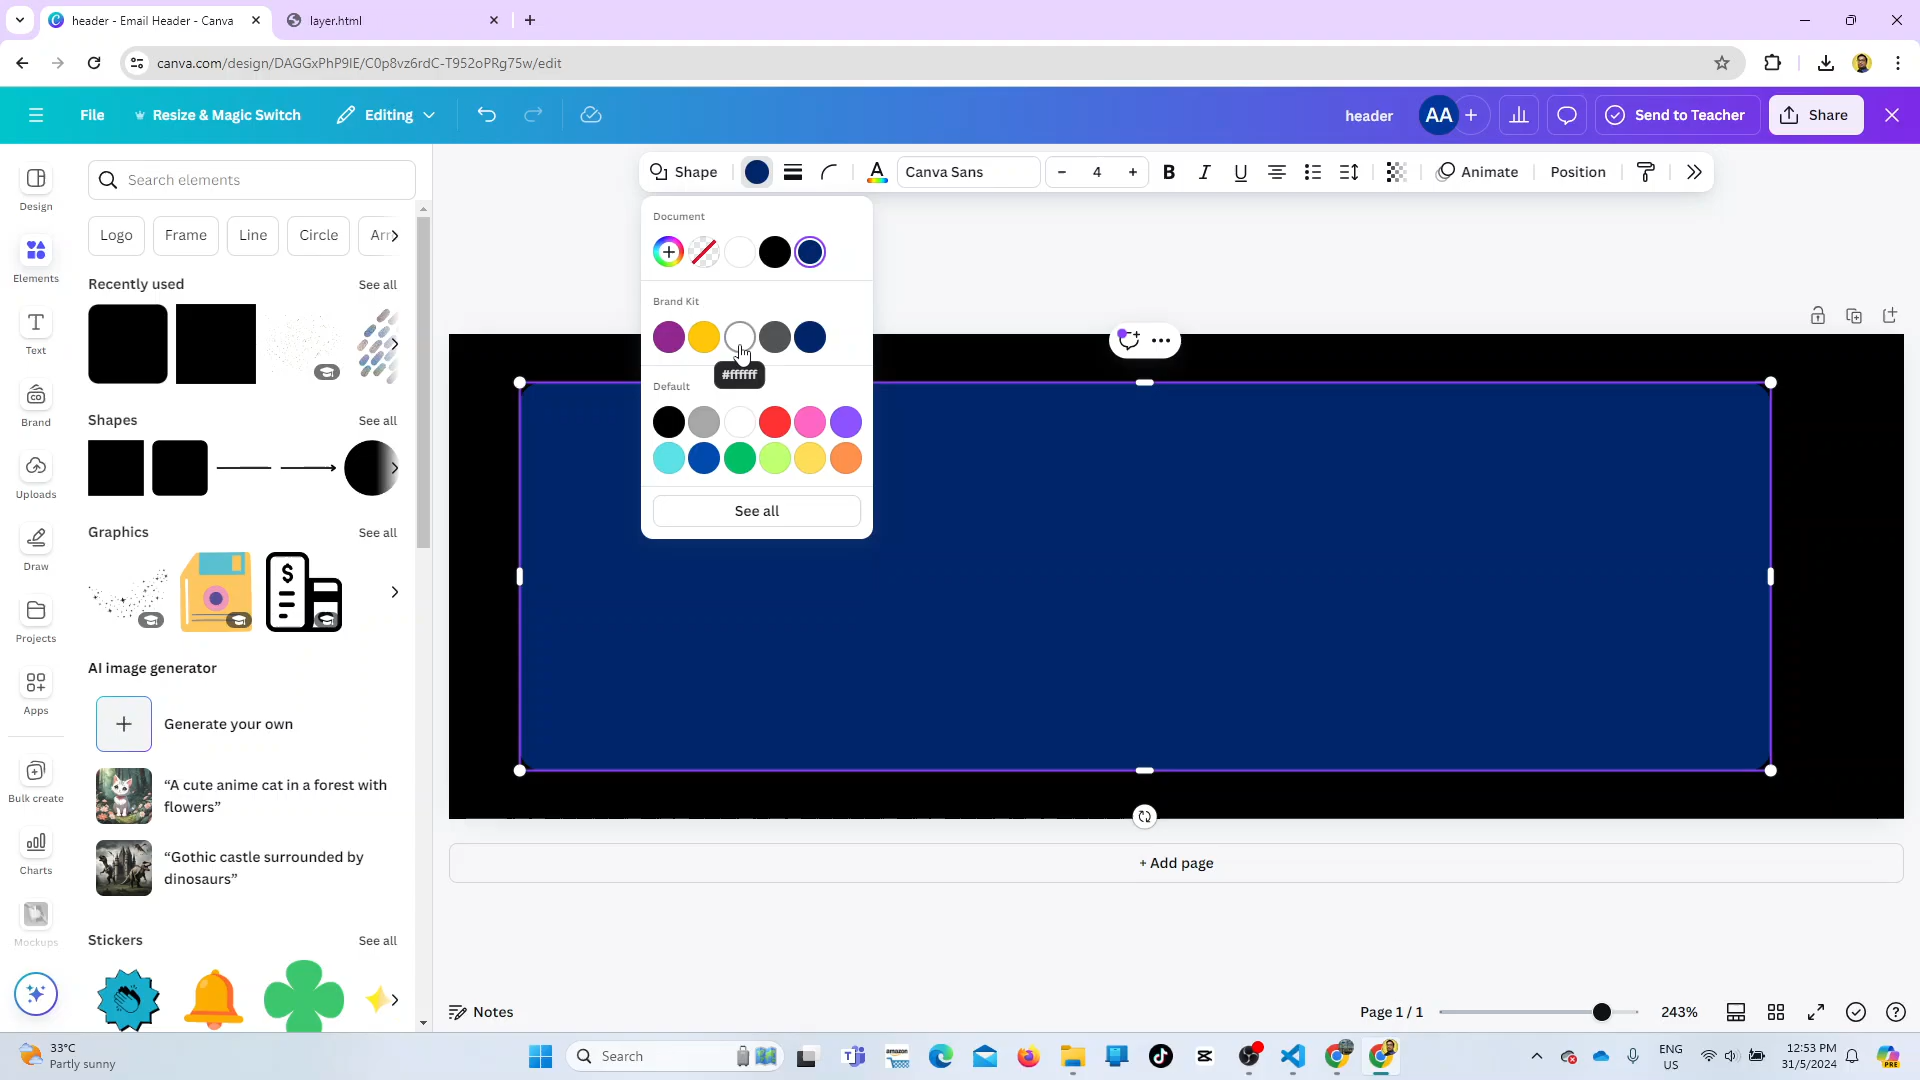 header - Email Header - Canva
layer.html
canva.com/design/DAGGxPhP9IE/C0p8vz6rdC-T952oPRg75w/edit
File
Resize & Magic Switch
Editing
header
AA
Send to Teacher
Share
Design
Elements
Text
Brand
Uploads
Draw
Projects
Apps
Bulk create
Charts
Mockups
Search elements
Logo
Frame
Line
Circle
Arr
Recently used
See all
Shapes
See all
Graphics
See all
AI image generator
Generate your own
“A cute anime cat in a forest with
flowers”
“Gothic castle surrounded by
dinosaurs”
Stickers
See all
Shape
Canva Sans
4
B
I
U
A
Animate
Position
Document
Brand Kit
#ffffff
Default
See all
+ Add page
Notes
Page 1 / 1
243%
33°C
Partly sunny
Search
amazon
ENG
US
12:53 PM
31/5/2024
PRE